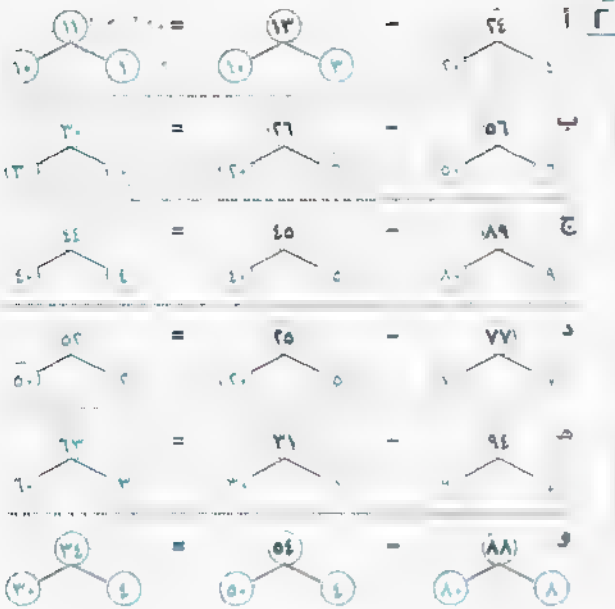 ٢ أ ٢٤ − ١٣ = ١١
٢٠ ٤ ١٠ ٣ ١٠ ١
ب ٥٦ − ٢٦ = ٣٠
٥٠ ٦ ٢٠ ٦
ج ٨٩ − ٤٥ = ٤٤
٨٠ ٩ ٤٠ ٥ ٤٠ ٤
د ٧٧ − ٢٥ = ٥٢
٢٠ ٥ ٥٠ ٢
هـ ٩٤ − ٣١ = ٦٣
٣٠ ٦٠ ٣
و ٨٨ − ٥٤ = ٣٤
٨٠ ٨ ٥٠ ٤ ٣٠ ٤